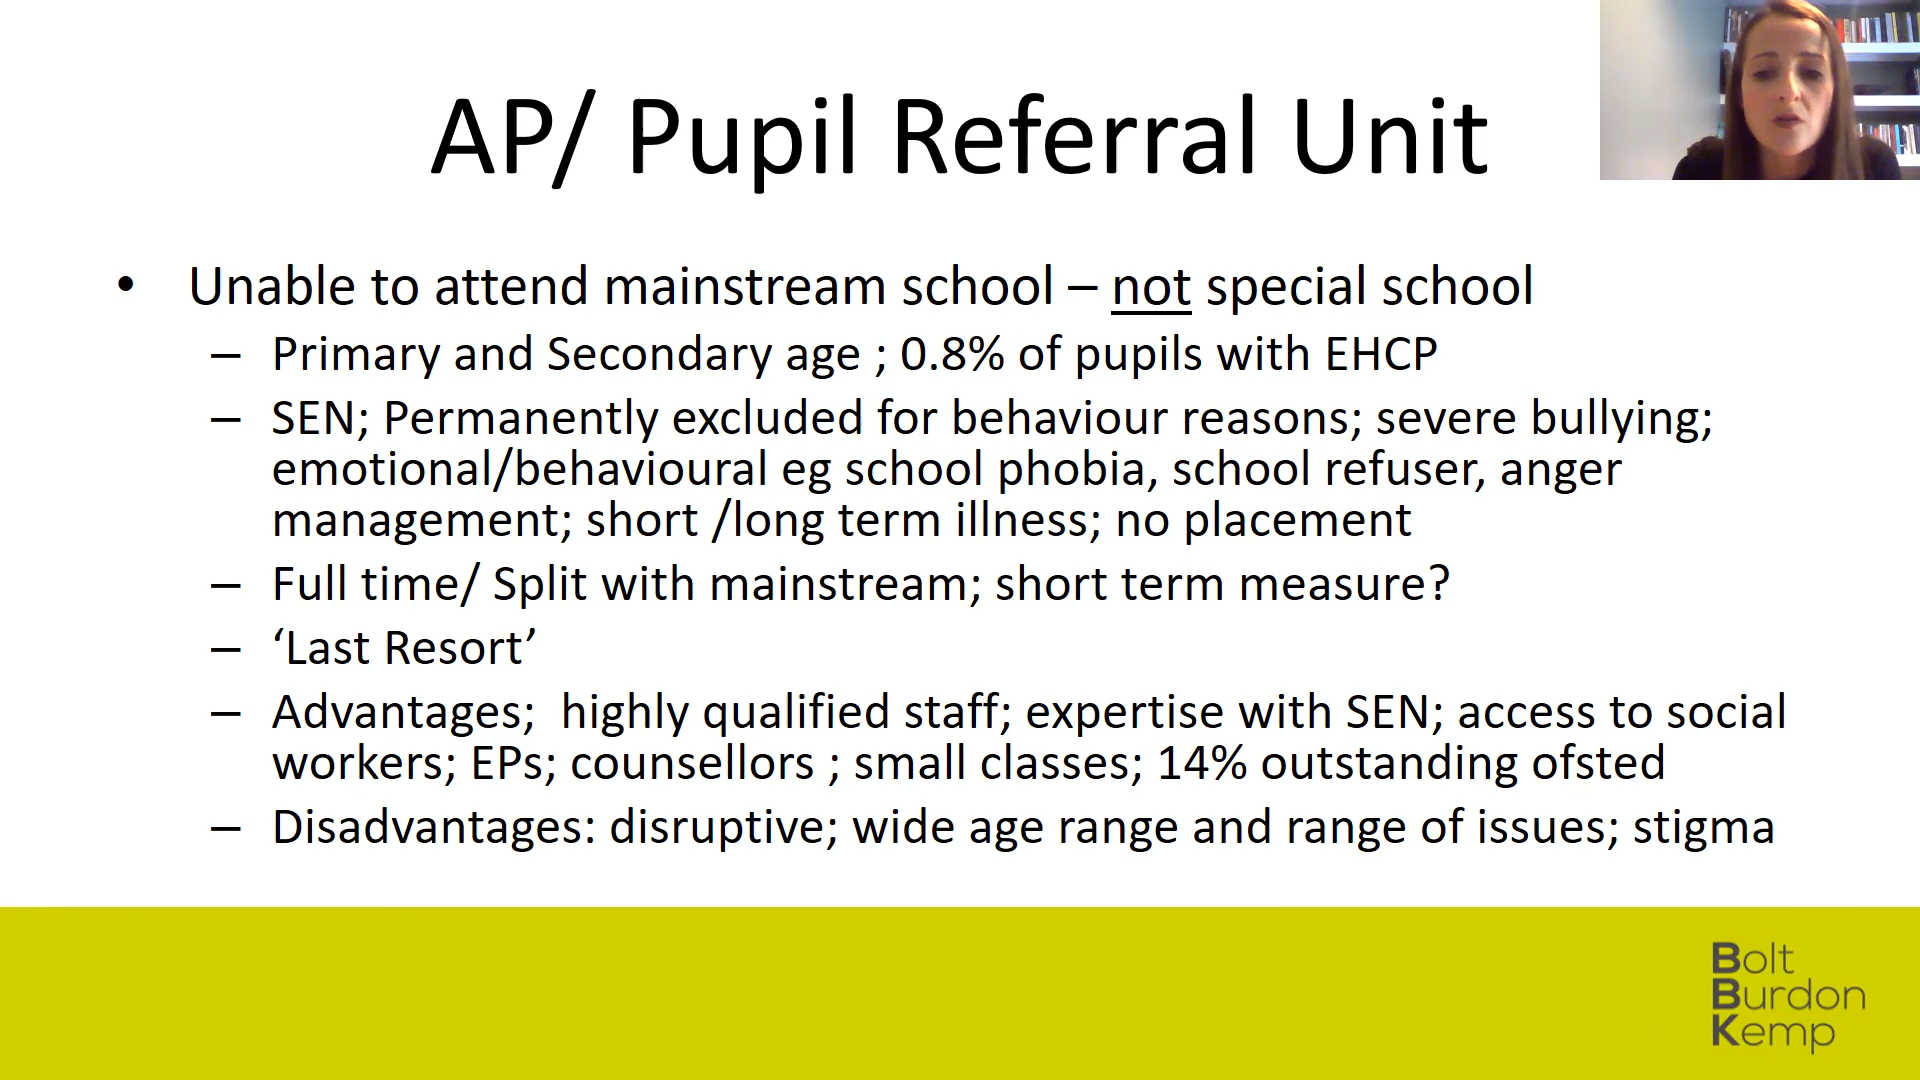 AP/ Pupil Referral Unit
• Unable to attend mainstream school – not special school
– Primary and Secondary age ; 0.8% of pupils with EHCP
– SEN; Permanently excluded for behaviour reasons; severe bullying;
emotional/behavioural eg school phobia, school refuser, anger
management; short /long term illness; no placement
– Full time/ Split with mainstream; short term measure?
– ‘Last Resort’
– Advantages;  highly qualified staff; expertise with SEN; access to social
workers; EPs; counsellors ; small classes; 14% outstanding ofsted
– Disadvantages: disruptive; wide age range and range of issues; stigma
Bolt
Burdon
Kemp